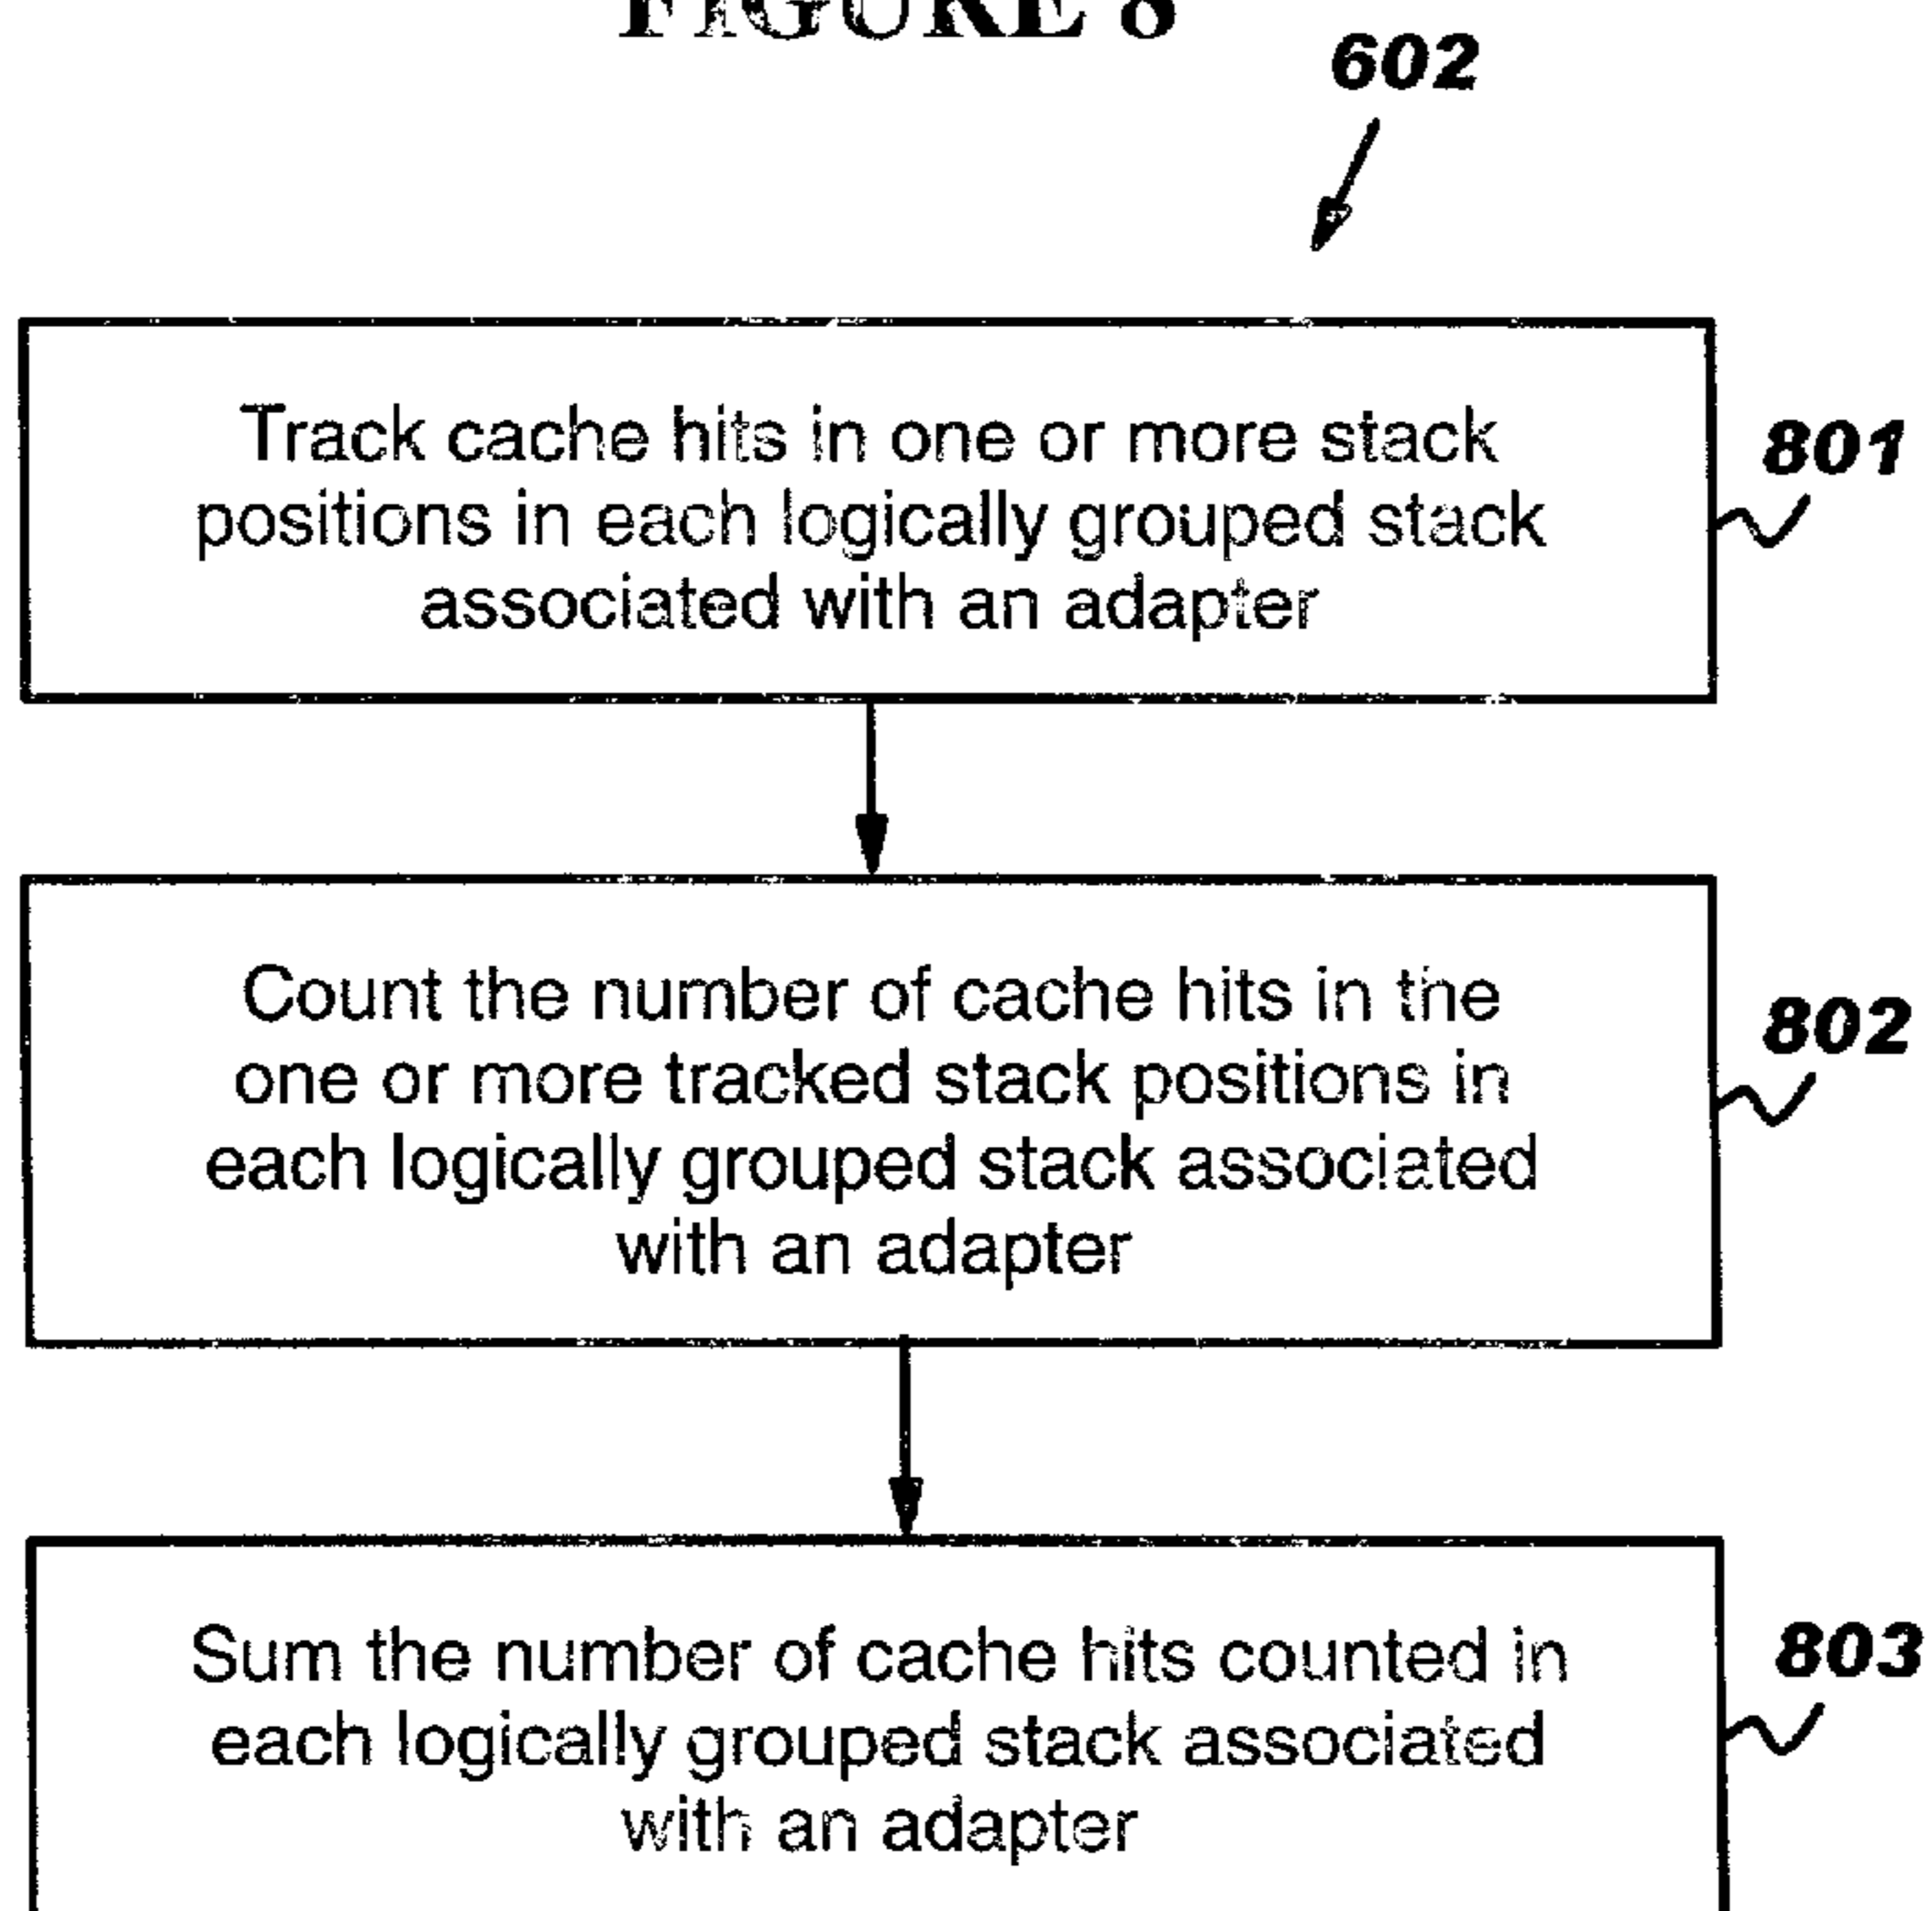 FIGURE 8
602
Track cache hits in one or more stack
positions in each logically grouped stack
associated with an adapter
801
Count the number of cache hits in the
one or more tracked stack positions in
each logically grouped stack associated
with an adapter
802
Sum the number of cache hits counted in
each logically grouped stack associated
with an adapter
803